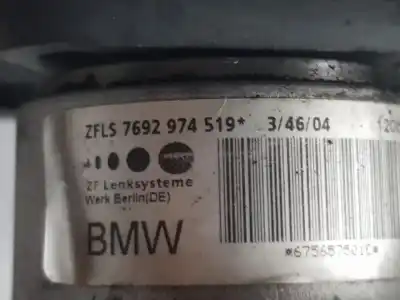 ZFLS 7692 974 519* 3/46/04
ZF Lenksysteme
Werk Berlin(DE)
BMW